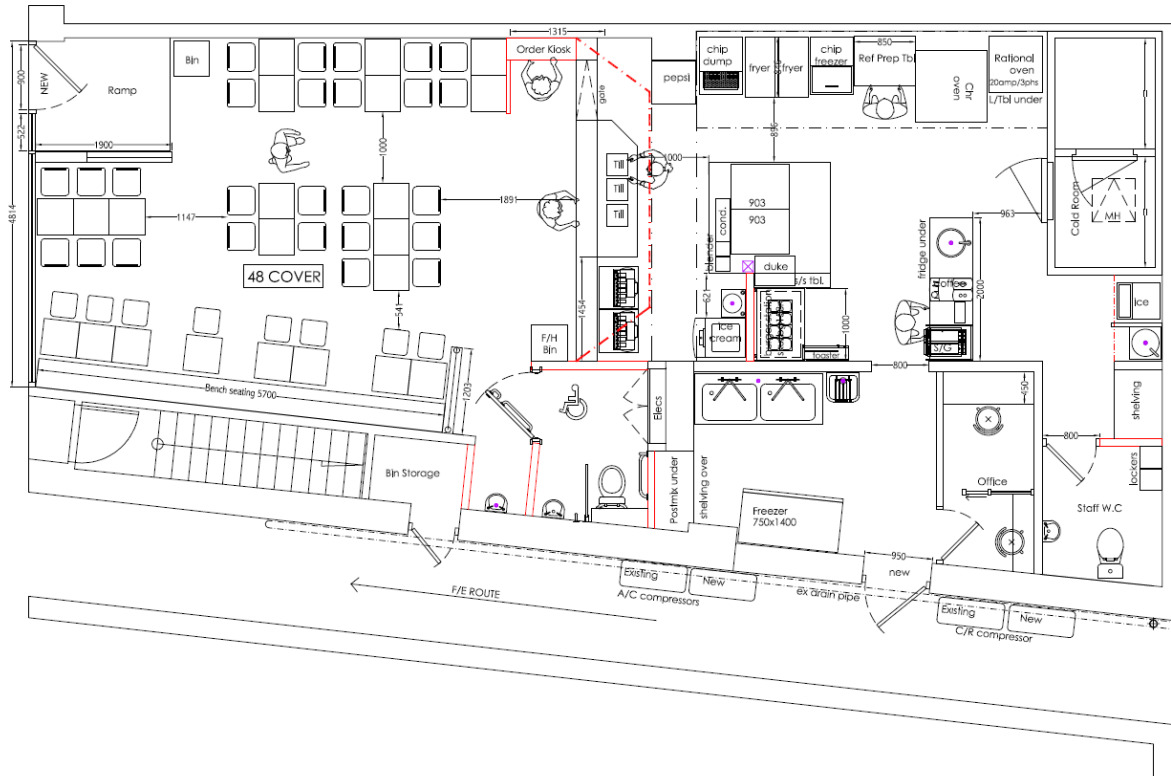 1315
Order Kiosk
Bin
900
NEW
Ramp
522
1900
4814
1000
1147
1891
48 COVER
541
Bench seating 5700
1203
F/H
Bin
1454
gate
Till
Till
Till
1000
pepsi
chip
dump
fryer
fryer
chip
freezer
850
Ref Prep Tbl
Chr
oven
Rational
oven
20amp/3phs
L/Tbl under
896
903
903
cond.
blender
duke
s/s tbl.
621
Ice
cream
1000
toaster
fridge under
2000
S/G
963
Cold Room
MH
Ice
shelving
800
800
lockers
650
Office
Staff W.C
Elecs
Postmix under
shelving over
Freezer
750x1400
Bin Storage
950
new
Existing
New
A/C compressors
ex drain pipe
Existing
New
C/R compressor
F/E ROUTE